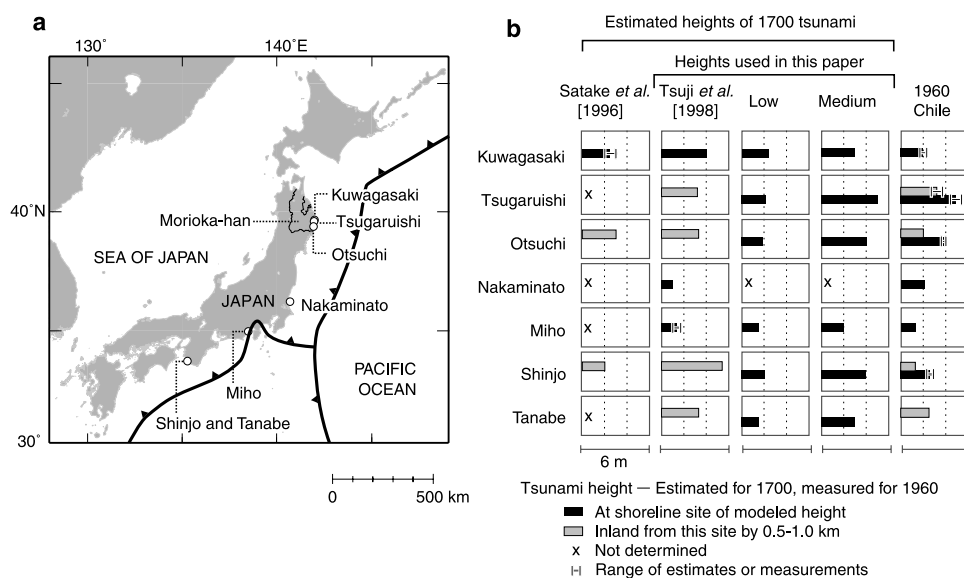 a
130°
140°E
40°N
30°
Kuwagasaki
Morioka-han
Tsugaruishi
Otsuchi
SEA OF JAPAN
JAPAN
Nakaminato
PACIFIC
OCEAN
Miho
Shinjo and Tanabe
0 500 km
b
Estimated heights of 1700 tsunami
Heights used in this paper
Satake et al.
[1996]
Tsuji et al.
[1998]
Low
Medium
1960
Chile
Kuwagasaki
Tsugaruishi
x
Otsuchi
Nakaminato
x x x
Miho
x
Shinjo
Tanabe
x
6 m
Tsunami height — Estimated for 1700, measured for 1960
At shoreline site of modeled height
Inland from this site by 0.5-1.0 km
x Not determined
Range of estimates or measurements